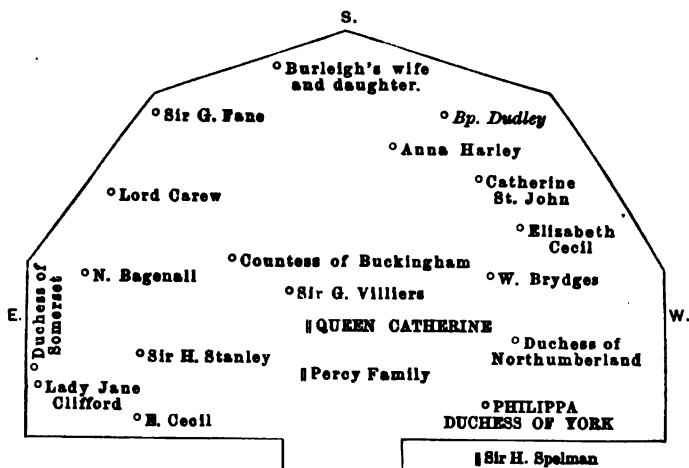 S.
Burleigh's wife
and daughter.
Sir G. Fane
Bp. Dudley
Anna Harley
Catherine
St. John
Lord Carew
Elizabeth
Cecil
Countess of Buckingham
N. Bagenall
W. Brydges
Duchess of
Somerset
Sir G. Villiers
E.
W.
QUEEN CATHERINE
Duchess of
Northumberland
Sir H. Stanley
Percy Family
Lady Jane
Clifford
PHILIPPA
DUCHESS OF YORK
E. Cecil
Sir H. Spelman